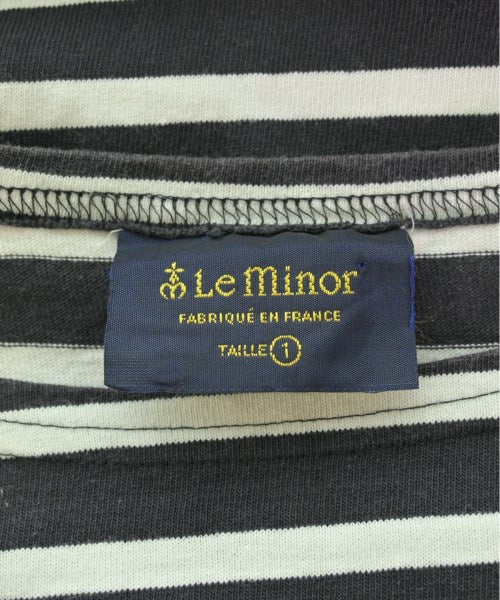 Le Minor
FABRIQUÉ EN FRANCE
TAILLE 1